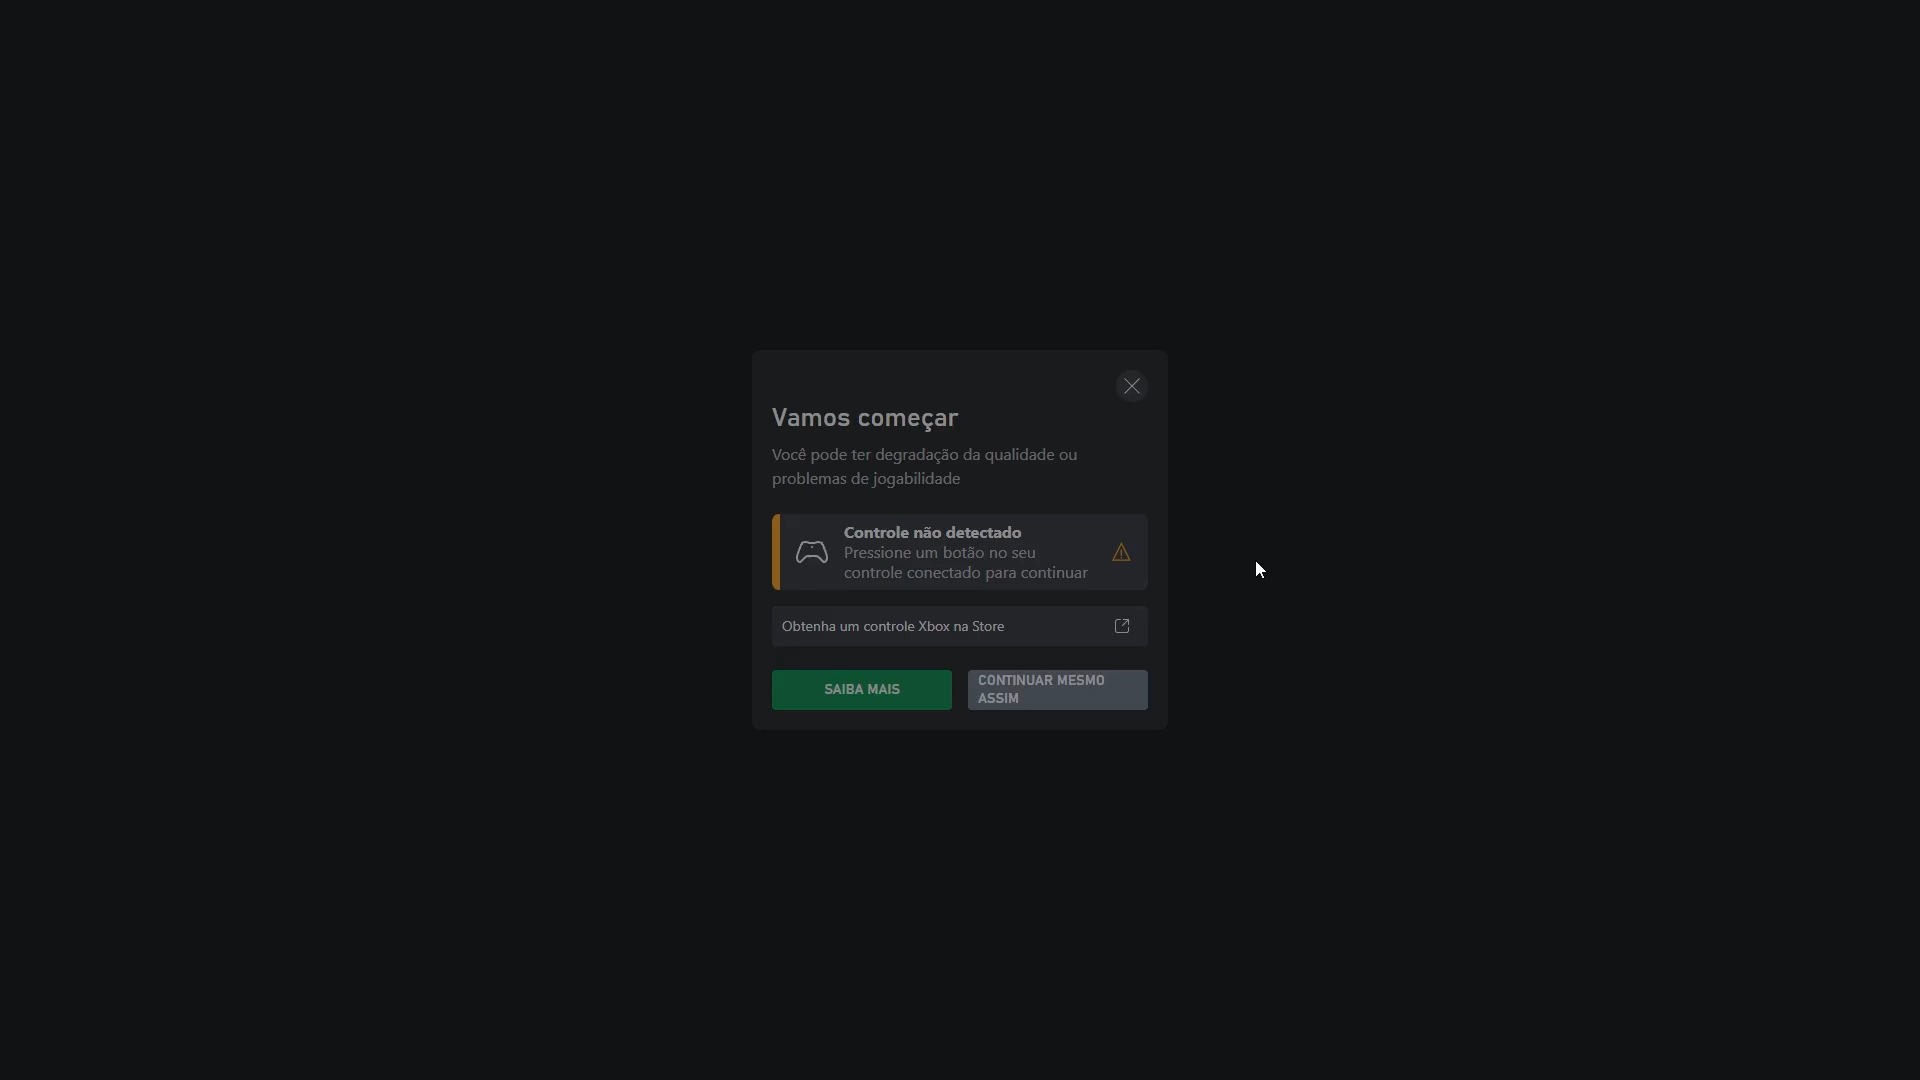 Vamos começar
Você pode ter degradação da qualidade ou
problemas de jogabilidade
Controle não detectado
Pressione um botão no seu
controle conectado para continuar
Obtenha um controle Xbox na Store
SAIBA MAIS
CONTINUAR MESMO
ASSIM